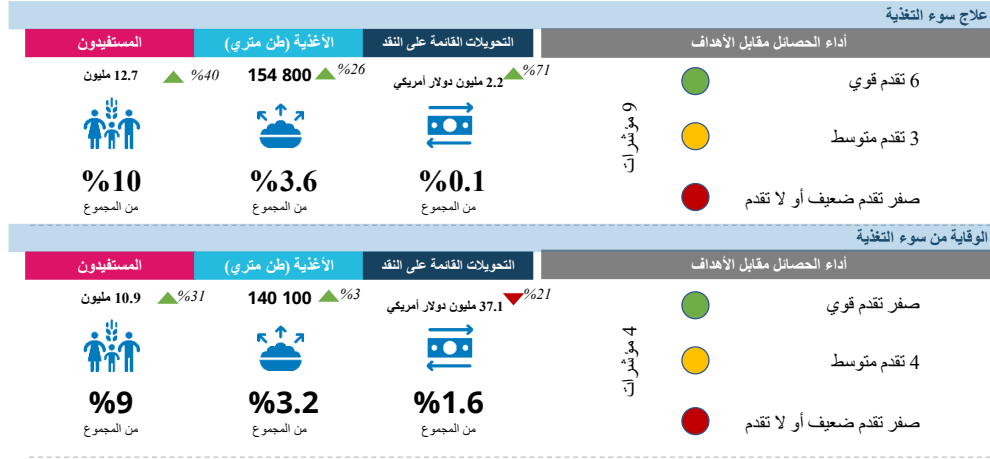 علاج سوء التغذية
أداء الحصائل مقابل الأهداف
التحويلات القائمة على النقد
الأغذية (طن متري)
المستفيدون
6 تقدم قوي
3 تقدم متوسط
صفر تقدم ضعيف أو لا تقدم
9 مؤشرات
%71
2.2 مليون دولار أمريكي
%0.1
من المجموع
%26
154 800
%3.6
من المجموع
%40
12.7 مليون
%10
من المجموع
الوقاية من سوء التغذية
أداء الحصائل مقابل الأهداف
التحويلات القائمة على النقد
الأغذية (طن متري)
المستفيدون
صفر تقدم قوي
4 تقدم متوسط
صفر تقدم ضعيف أو لا تقدم
4 مؤشرات
%21
37.1 مليون دولار أمريكي
%1.6
من المجموع
%3
140 100
%3.2
من المجموع
%31
10.9 مليون
%9
من المجموع